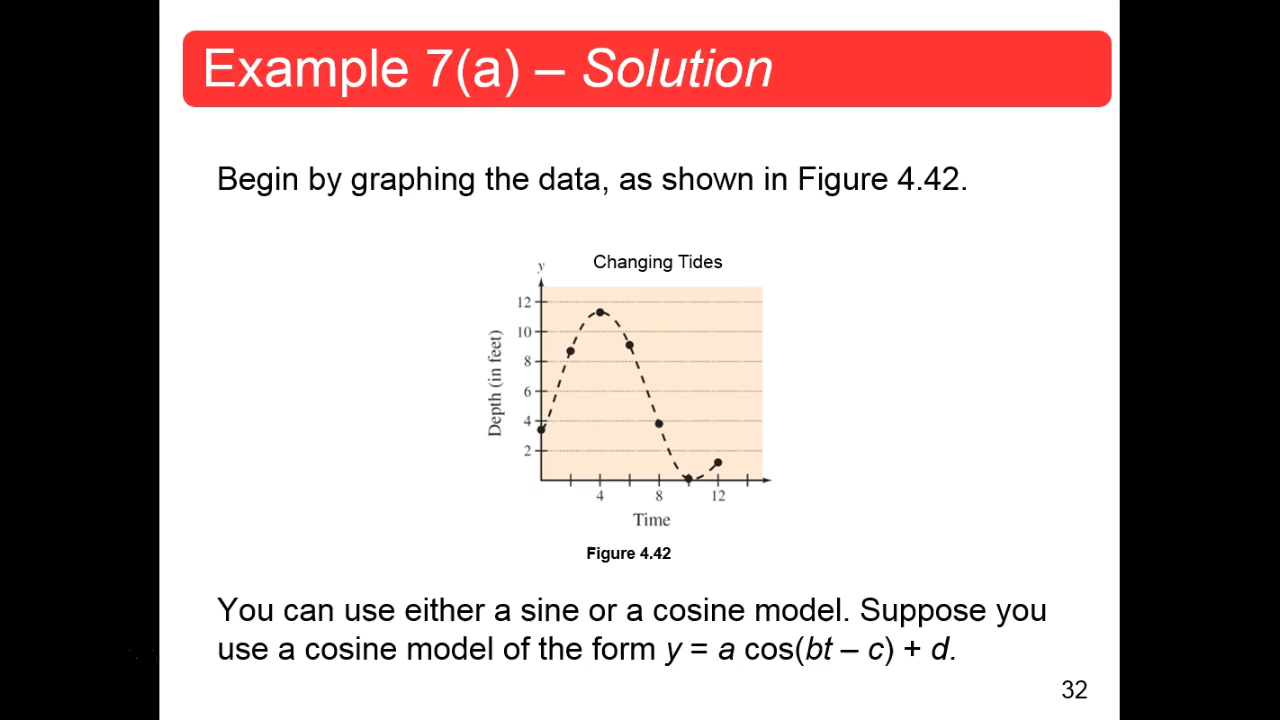 Example 7(a) – Solution
Begin by graphing the data, as shown in Figure 4.42.
Changing Tides
y
12
10
8
6
4
2
Depth (in feet)
4 8 12
Time
Figure 4.42
You can use either a sine or a cosine model. Suppose you
use a cosine model of the form y = a cos(bt – c) + d.
32